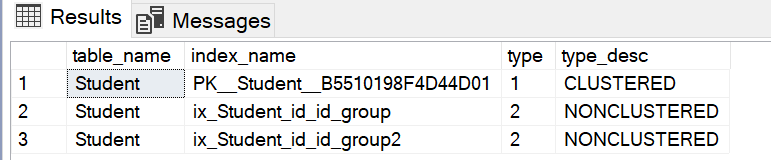 Results Messages
table_name index_name type type_desc
1 Student PK__Student__B5510198F4D44D01 1 CLUSTERED
2 Student ix_Student_id_id_group 2 NONCLUSTERED
3 Student ix_Student_id_id_group2 2 NONCLUSTERED